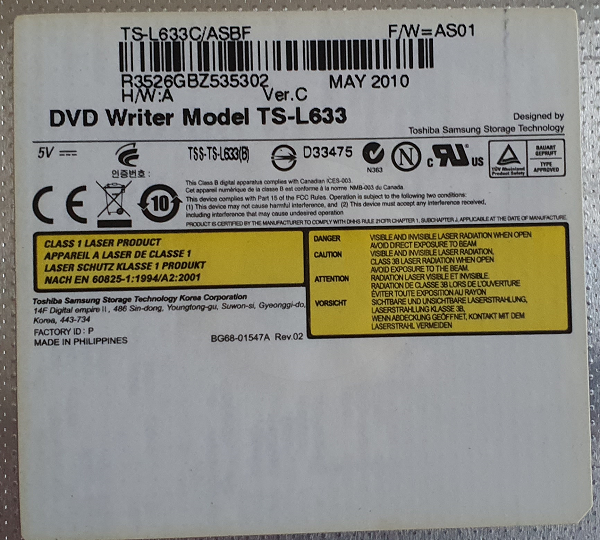 TS-L633C/ASBF F/W=AS01
R3526GBZ535302 MAY 2010
H/W:A Ver.C
DVD Writer Model TS-L633
Designed by
Toshiba Samsung Storage Technology
5V
인증번호 :
TSS-TS-L633(B)
D33475
N363
N
c RU us
TÜV Rheinland
Product Safety
BAUART
GEPRÜFT
TYPE
APPROVED
CE
10
This Class B digital apparatus complies with Canadian ICES-003.
Cet appareil numérique de la classe B est conforme à la norme NMB-003 du Canada.
This device complies with Part 15 of the FCC Rules. Operation is subject to the following two conditions:
(1) This device may not cause harmful interference, and (2) This device must accept any interference received,
including interference that may cause undesired operation
PRODUCT IS CERTIFIED BY THE MANUFACTURER TO COMPLY WITH DHHS RULE 21CFR CHAPTER 1, SUBCHAPTER J, APPLICABLE AT THE DATE OF MANUFACTURE.
CLASS 1 LASER PRODUCT
APPAREIL A LASER DE CLASSE 1
LASER SCHUTZ KLASSE 1 PRODUKT
NACH EN 60825-1:1994/A2:2001
DANGER VISIBLE AND INVISIBLE LASER RADIATION WHEN OPEN
AVOID DIRECT EXPOSURE TO BEAM
CAUTION VISIBLE AND INVISIBLE LASER RADIATION,
CLASS 3B LASER RADIATION WHEN OPEN
AVOID EXPOSURE TO THE BEAM.
ATTENTION RADIATION LASER VISIBLE ET INVISIBLE.
RADIATION DE CLASSE 3B LORS DE L'OUVERTURE
ÉVITER TOUTE EXPOSITION AU RAYON
VORSICHT SICHTBARE UND UNSICHTBARE LASERSTRAHLUNG,
LASERSTRAHLUNG KLASSE 3B,
WENN ABDECKUNG GEÖFFNET, KONTAKT MIT DEM
LASERSTRAHL VERMEIDEN
Toshiba Samsung Storage Technology Korea Corporation
14F Digital empire II, 486 Sin-dong, Youngtong-gu, Suwon-si, Gyeonggi-do,
Korea, 443-734
FACTORY ID : P
MADE IN PHILIPPINES BG68-01547A Rev.02